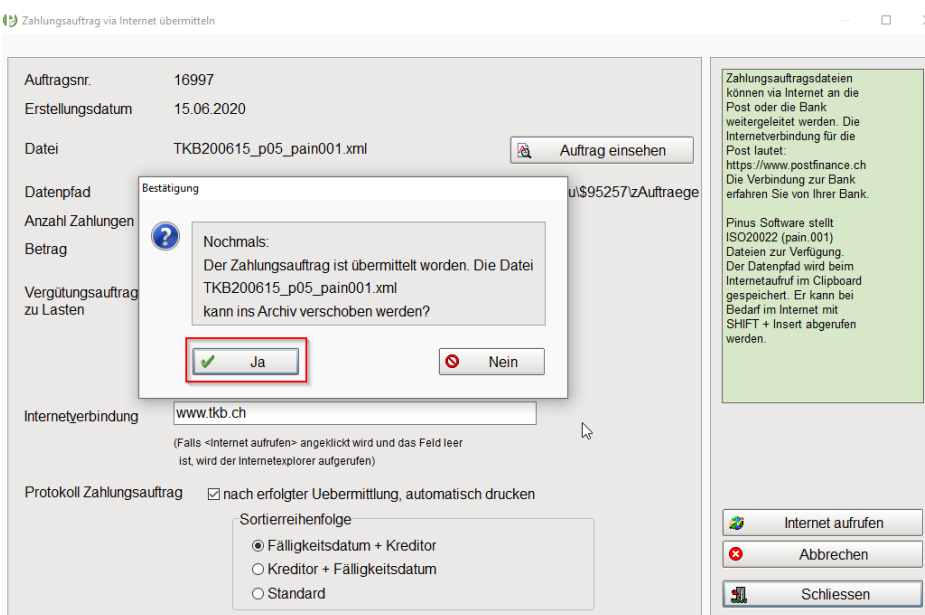 Zahlungsauftrag via Internet übermitteln
Auftragsnr. 16997
Erstellungsdatum 15.06.2020
Datei TKB200615_p05_pain001.xml
Auftrag einsehen
Datenpfad u\$95257\zAuftraege
Anzahl Zahlungen
Betrag
Vergütungsauftrag
zu Lasten
Bestätigung
Nochmals:
Der Zahlungsauftrag ist übermittelt worden. Die Datei
TKB200615_p05_pain001.xml
kann ins Archiv verschoben werden?
Ja
Nein
Internetverbindung www.tkb.ch
(Falls <Internet aufrufen> angeklickt wird und das Feld leer
ist, wird der Internetexplorer aufgerufen)
Protokoll Zahlungsauftrag nach erfolgter Uebermittlung, automatisch drucken
Sortierreihenfolge
Fälligkeitsdatum + Kreditor
Kreditor + Fälligkeitsdatum
Standard
Zahlungsauftragsdateien
können via Internet an die
Post oder die Bank
weitergeleitet werden. Die
Internetverbindung für die
Post lautet:
https://www.postfinance.ch
Die Verbindung zur Bank
erfahren Sie von Ihrer Bank.
Pinus Software stellt
ISO20022 (pain.001)
Dateien zur Verfügung.
Der Datenpfad wird beim
Internetaufruf im Clipboard
gespeichert. Er kann bei
Bedarf im Internet mit
SHIFT + Insert abgerufen
werden.
Internet aufrufen
Abbrechen
Schliessen